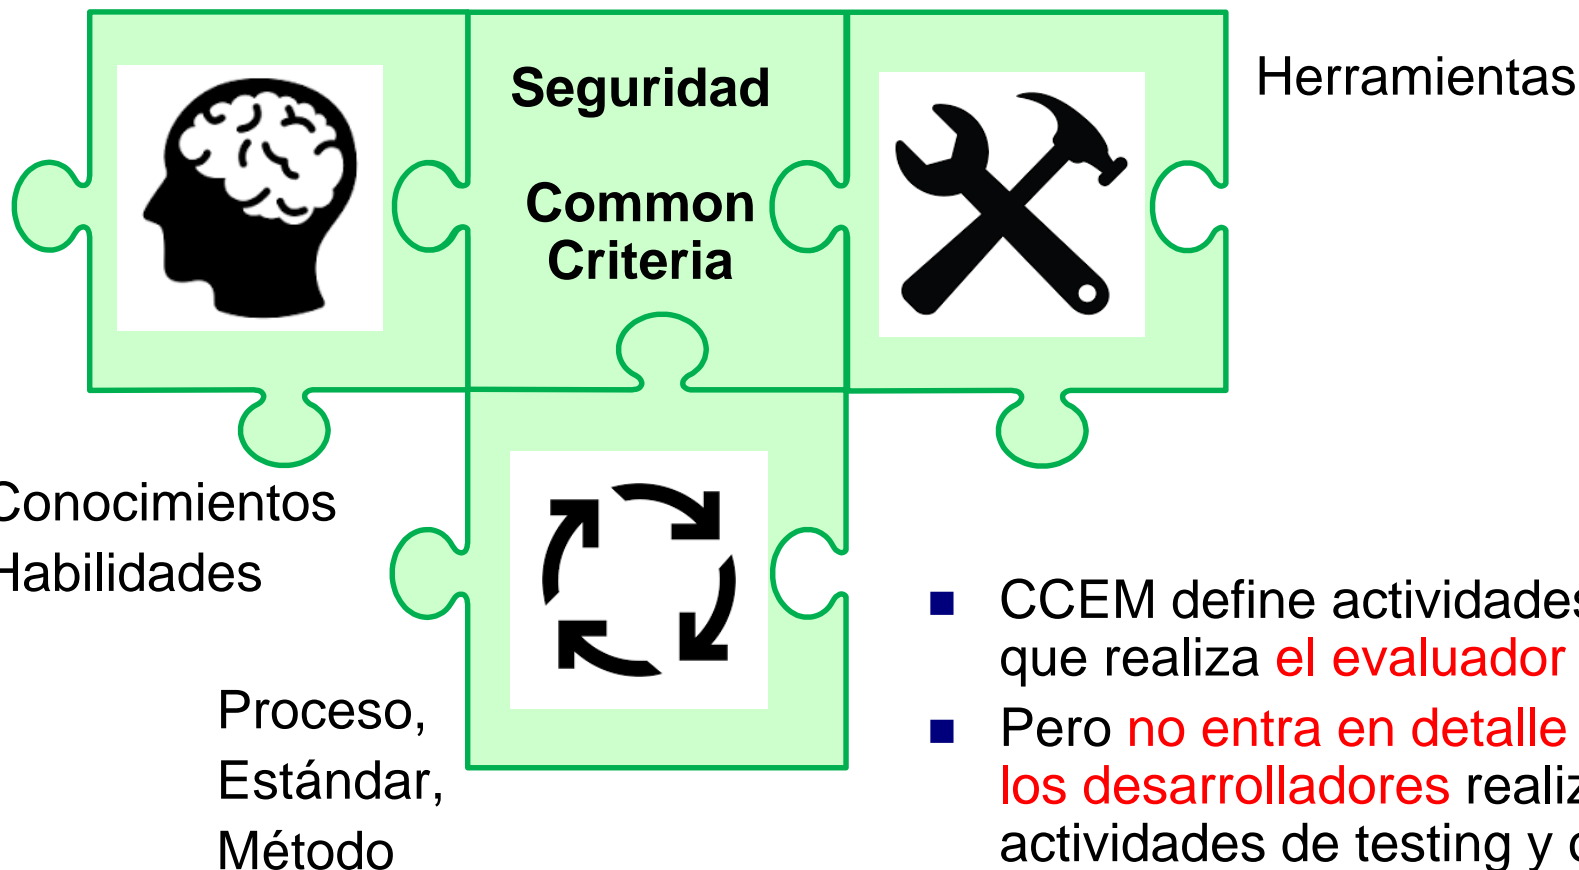 Seguridad
Common
Criteria
Herramientas
Conocimientos
Habilidades
Proceso,
Estándar,
Método
CCEM define actividades
que realiza el evaluador
Pero no entra en detalle
los desarrolladores
actividades de testing y